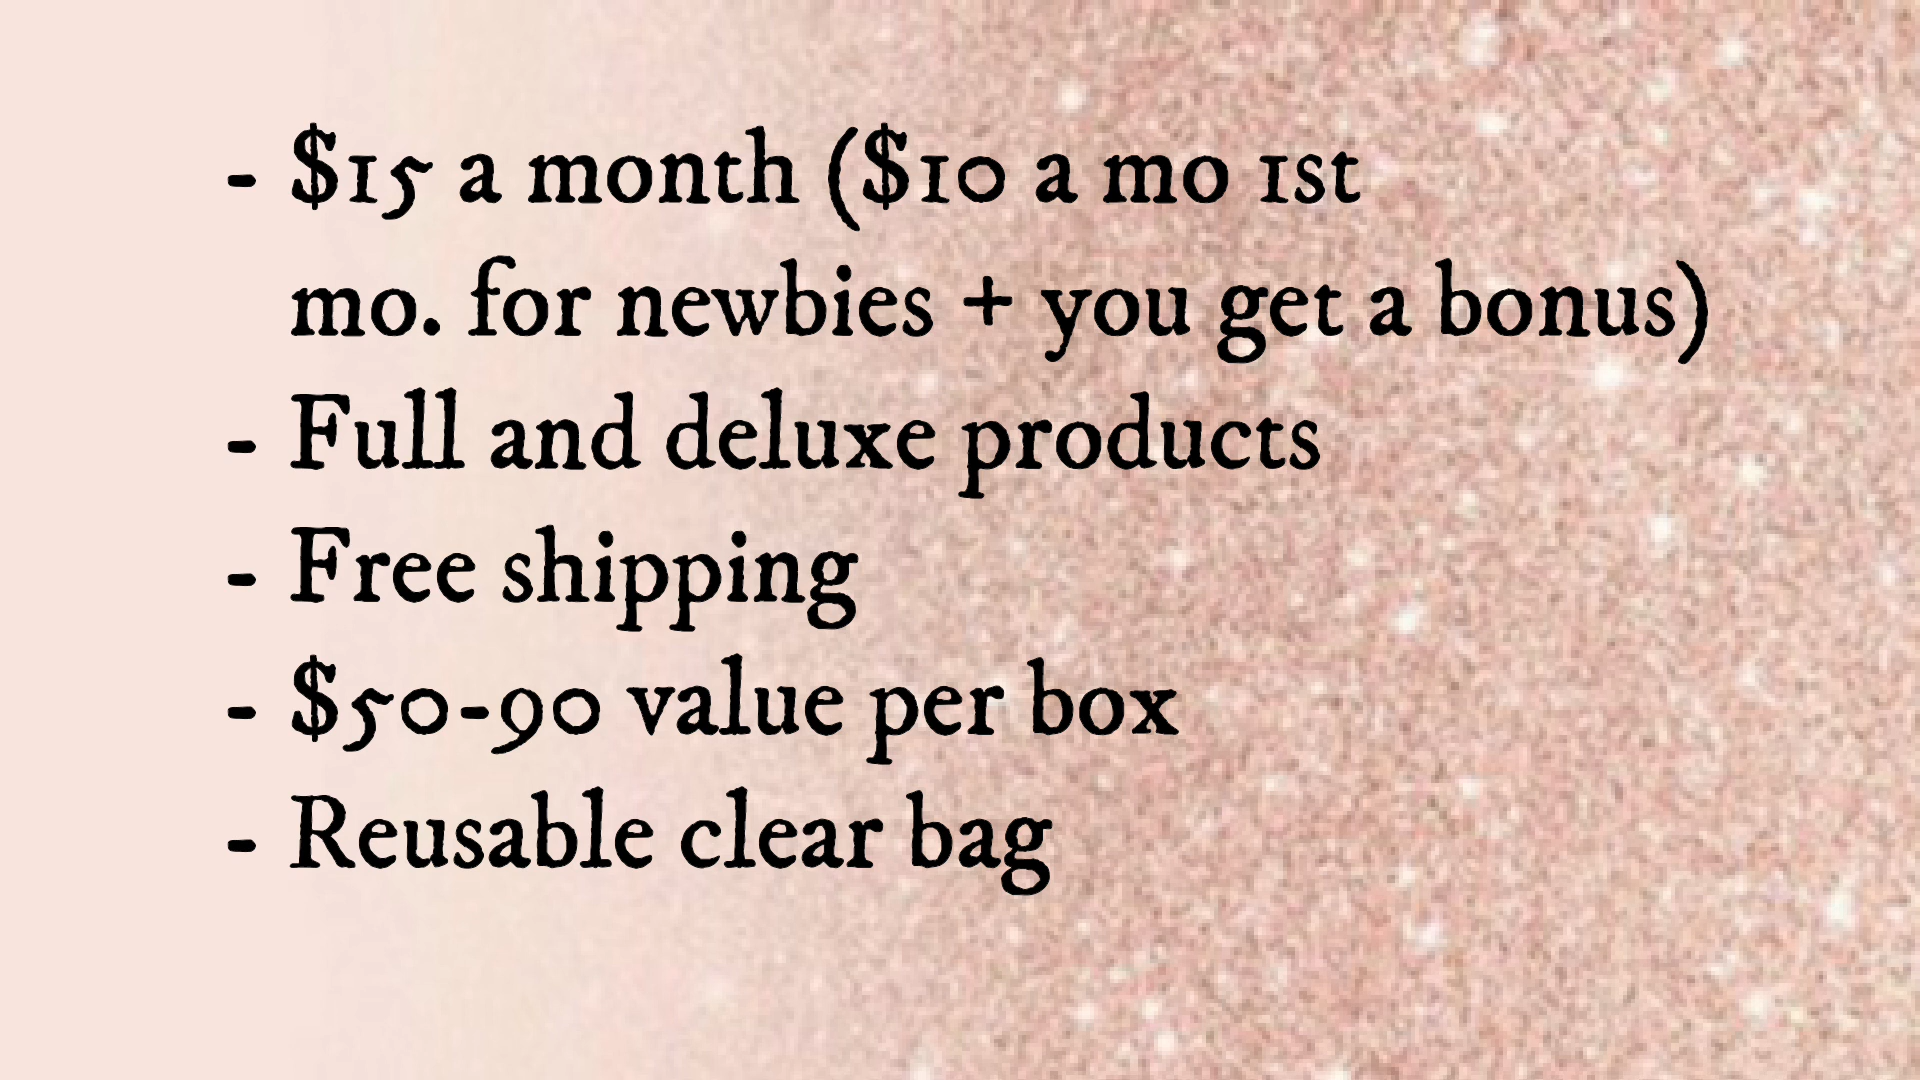 - $15 a month ($10 a mo 1st
mo. for newbies + you get a bonus)
- Full and deluxe products
- Free shipping
- $50-90 value per box
- Reusable clear bag